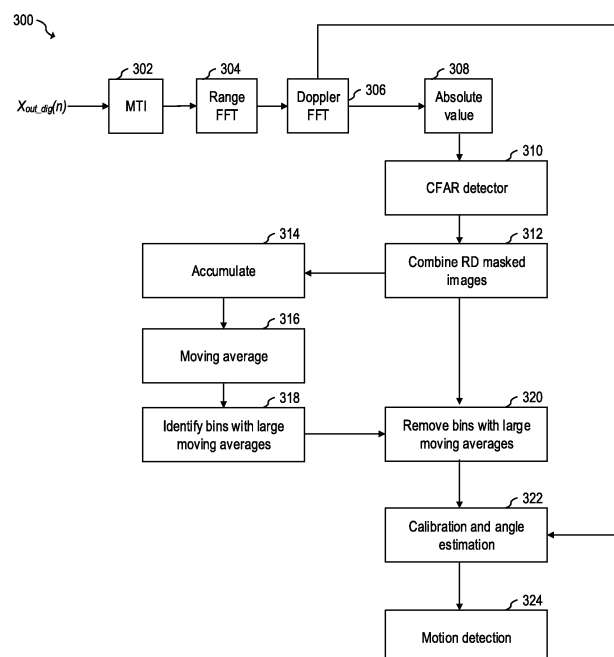 300
302
304
306
308
X_out_dig(n)
MTI
Range
FFT
Doppler
FFT
Absolute
value
310
CFAR detector
314
312
Accumulate
Combine RD masked
images
316
Moving average
318
320
Identify bins with large
moving averages
Remove bins with large
moving averages
322
Calibration and angle
estimation
324
Motion detection